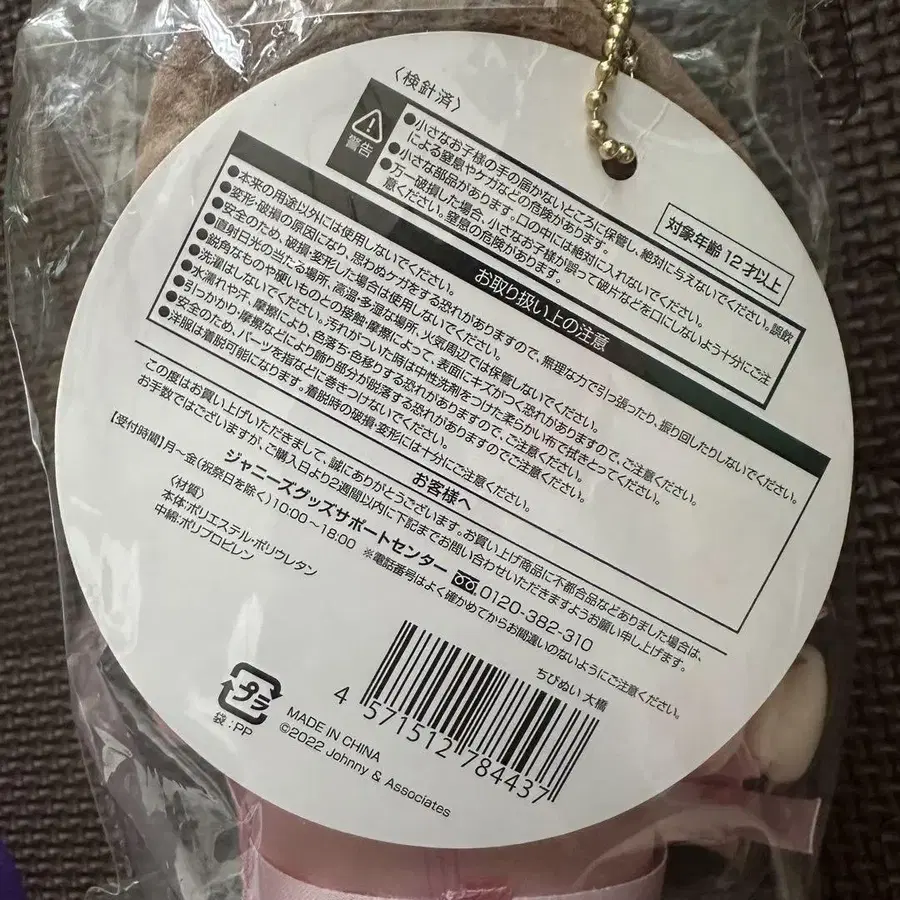 〈検針済〉
警告
●小さなお子様の手の届かないところに保管し、絶対に与えないでください。誤飲
による窒息やケガなどの危険があります。
●小さな部品があります。口の中には絶対に入れないでください。
●万一破損した場合、小さなお子様が誤って破片などを口にしないよう十分にご注
意ください。窒息の危険があります。
対象年齢12才以上
お取り扱い上の注意
●本来の用途以外には使用しないでください。
●変形・破損の原因になり、思わぬケガをする恐れがありますので、無理な力で引っ張ったり、振り回したりしないでください。
●安全のため、破損、変形した場合は使用しないでください。
●直射日光の当たる場所、高温・多湿な場所、火気周辺では保管しないでください。
●鋭角なものや硬いものとの接触・摩擦によって、表面にキズがつく恐れがありますので、ご注意ください。
●洗濯はしないでください。汚れがついた時は中性洗剤をつけた柔らかい布で拭きとってください。
●水濡れや汗、摩擦により、色落ち・色移りする恐れがありますので、ご注意ください。
●引っかかり・摩擦などにより飾り部分が脱落する恐れがありますのでご注意ください。
●安全のため、パーツを指などに巻きつけないでください。
●洋服は着脱可能になります。着脱時の破損・変形には十分にご注意ください。
お客様へ
この度はお買い上げいただきまして、誠にありがとうございます。お買い上げ商品に不都合品などありました場合は、
お手数ではございますが、ご購入日より2週間以内に下記までお問い合わせいただきますようお願い申し上げます。
ジャニーズグッズサポートセンター 0120-382-310
【受付時間】月～金(祝祭日を除く)10:00～18:00 ※電話番号はよく確かめてからお間違いのないようにご注意ください。
〈材質〉
本体:ポリエステル・ポリウレタン
中綿:ポリプロピレン
ちびぬい 大橋
4 571512 784437
プラ
袋:PP
MADE IN CHINA
©2022 Johnny & Associates